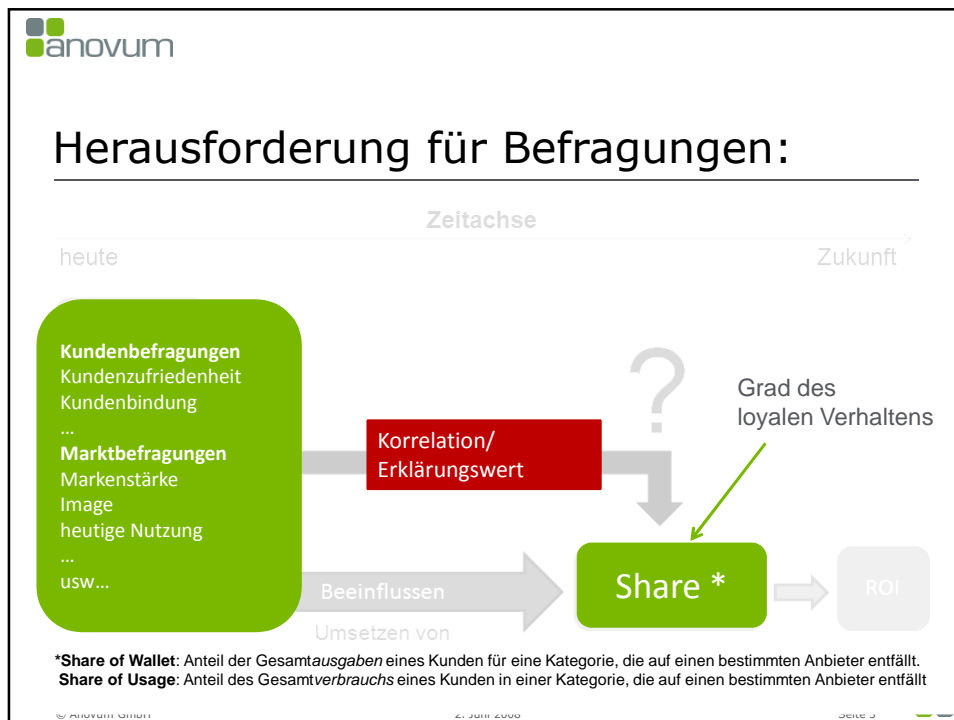 anovum
Herausforderung für Befragungen:
Zeitachse
heute
Zukunft
Kundenbefragungen
Kundenzufriedenheit
Kundenbindung
...
Marktbefragungen
Markenstärke
Image
heutige Nutzung
...
usw...
Korrelation/
Erklärungswert
?
Grad des
loyalen Verhaltens
Beeinflussen
Umsetzen von
Share *
ROI
*Share of Wallet: Anteil der Gesamtausgaben eines Kunden für eine Kategorie, die auf einen bestimmten Anbieter entfällt.
Share of Usage: Anteil des Gesamtverbrauchs eines Kunden in einer Kategorie, die auf einen bestimmten Anbieter entfällt
© Anovum GmbH
2. Juni 2008
Seite